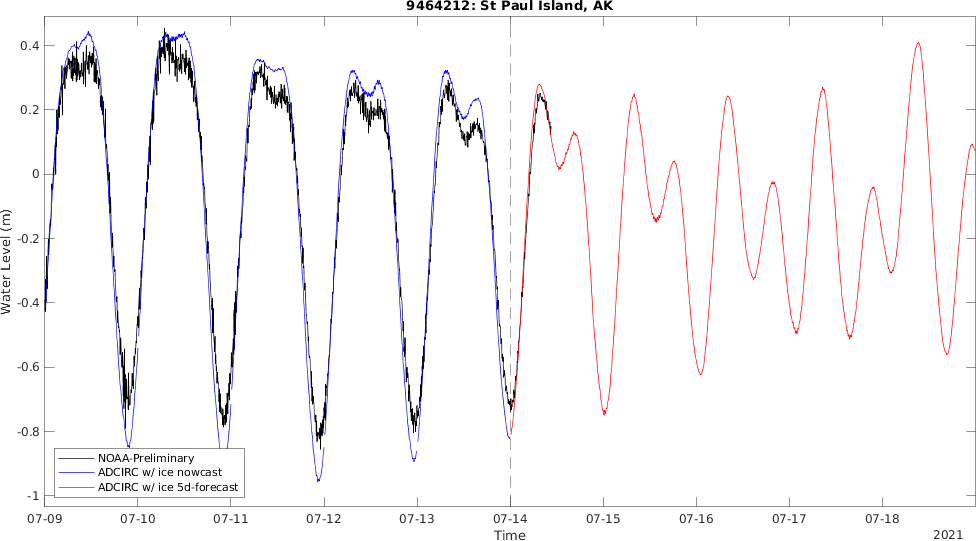 9464212: St Paul Island, AK
Water Level (m)
0.4
0.2
0
-0.2
-0.4
-0.6
-0.8
-1
NOAA-Preliminary
ADCIRC w/ ice nowcast
ADCIRC w/ ice 5d-forecast
07-09 07-10 07-11 07-12 07-13 07-14 07-15 07-16 07-17 07-18
Time
2021